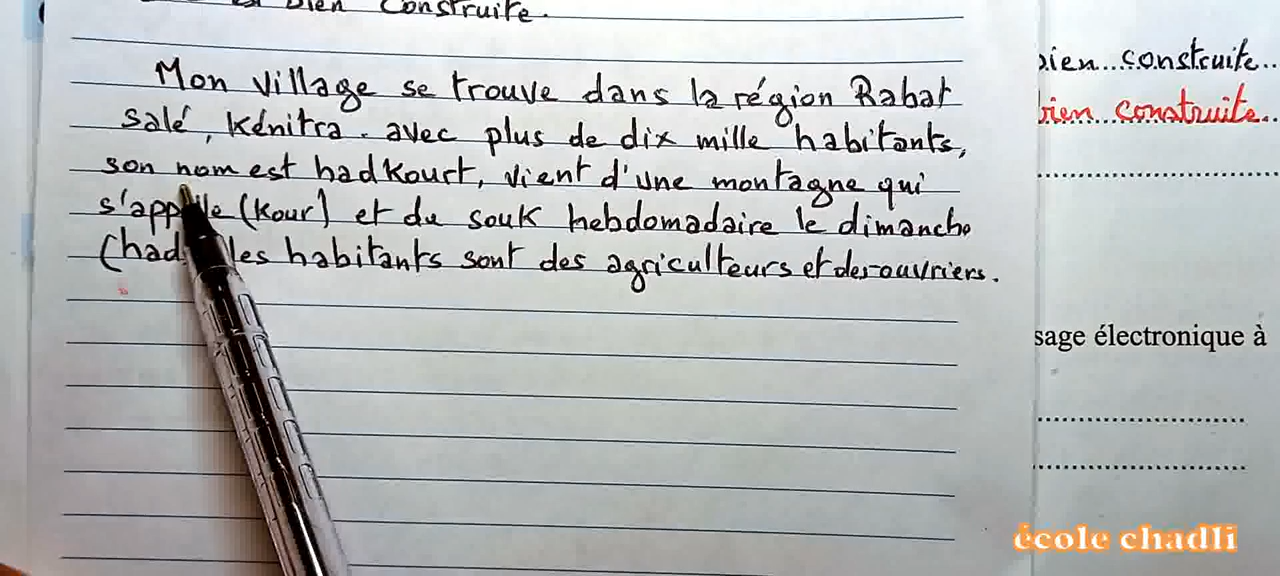 bien construite.
Mon village se trouve dans la région Rabat
salé, Kénitra. avec plus de dix mille habitants,
son nom est had Kourt, vient d'une montagne qui
(Kour) et du souk hebdomadaire le dimanche
(had les habitants sont des agriculteurs et des-ouvriers.
bien...construite..
bien....construite..
sage électronique à
école chadli